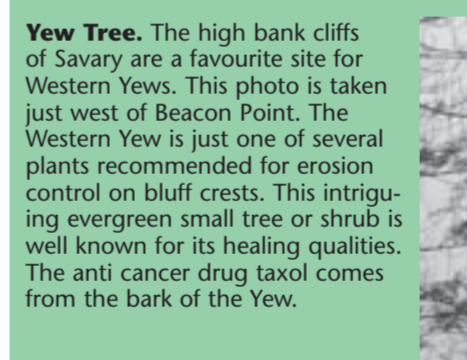 Yew Tree. The high bank cliffs
of Savary are a favourite site for
Western Yews. This photo is taken
just west of Beacon Point. The
Western Yew is just one of several
plants recommended for erosion
control on bluff crests. This intrigu-
ing evergreen small tree or shrub is
well known for its healing qualities.
The anti cancer drug taxol comes
from the bark of the Yew.